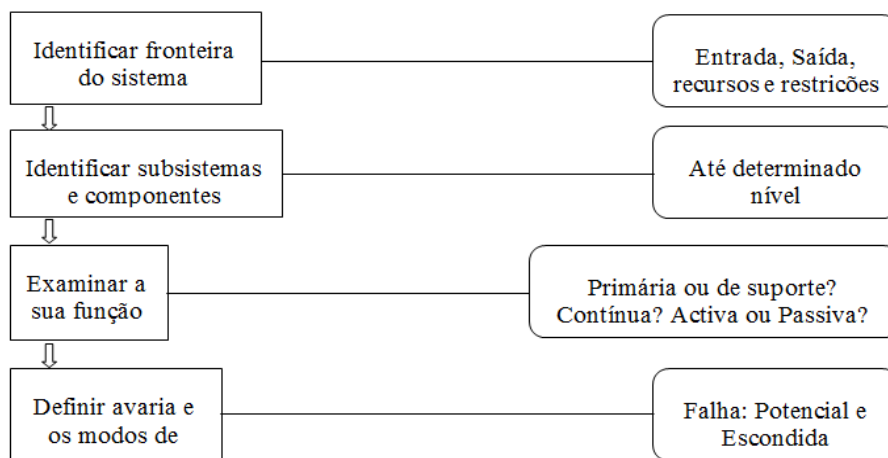 Identificar fronteira
do sistema
Entrada, Saída,
recursos e restrições
Identificar subsistemas
e componentes
Até determinado
nível
Examinar a
sua função
Primária ou de suporte?
Contínua? Activa ou Passiva?
Definir avaria e
os modos de
Falha: Potencial e
Escondida